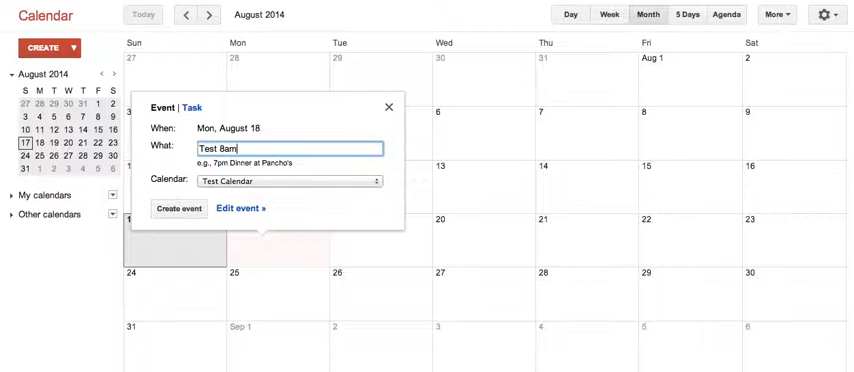 Calendar
Today
August 2014
Day Week Month 5 Days Agenda
More
CREATE
August 2014
S M T W T F S
27 28 29 30 31 1 2
3 4 5 6 7 8 9
10 11 12 13 14 15 16
17 18 19 20 21 22 23
24 25 26 27 28 29 30
31 1 2 3 4 5 6
My calendars
Other calendars
Sun Mon Tue Wed Thu Fri Sat
27 28 29 30 31 Aug 1 2
3 6 7 8 9
Event | Task
When: Mon, August 18
What: Test 8am
e.g., 7pm Dinner at Pancho's
Calendar: Test Calendar
Create event Edit event »
1 13 14 15 16
1 20 21 22 23
24 25 26 27 28 29 30
31 Sep 1 2 3 4 5 6